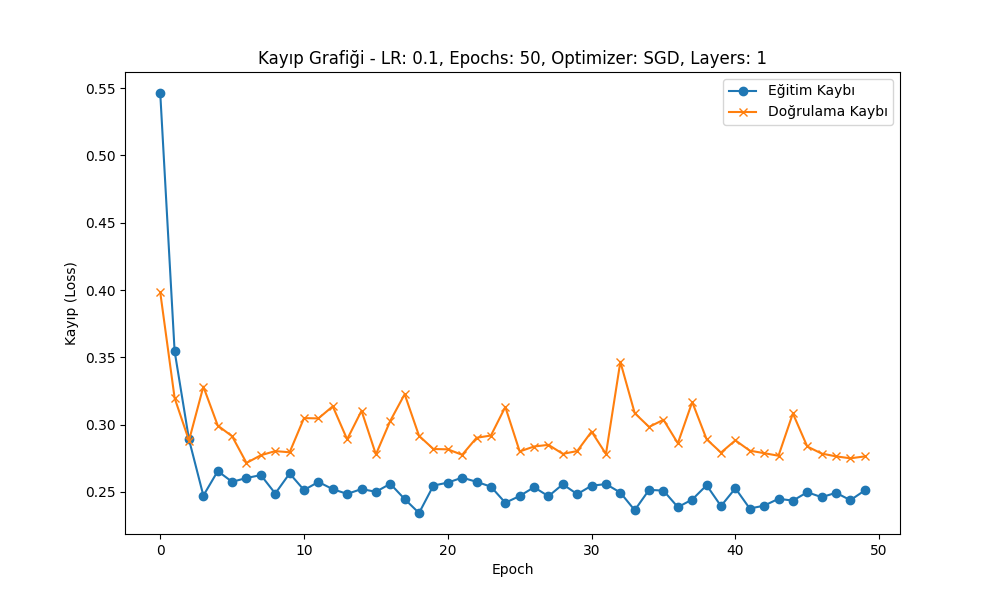 Kayıp Grafiği - LR: 0.1, Epochs: 50, Optimizer: SGD, Layers: 1
Eğitim Kaybı
Doğrulama Kaybı
0.55
0.50
0.45
0.40
0.35
0.30
0.25
Kayıp (Loss)
0 10 20 30 40 50
Epoch